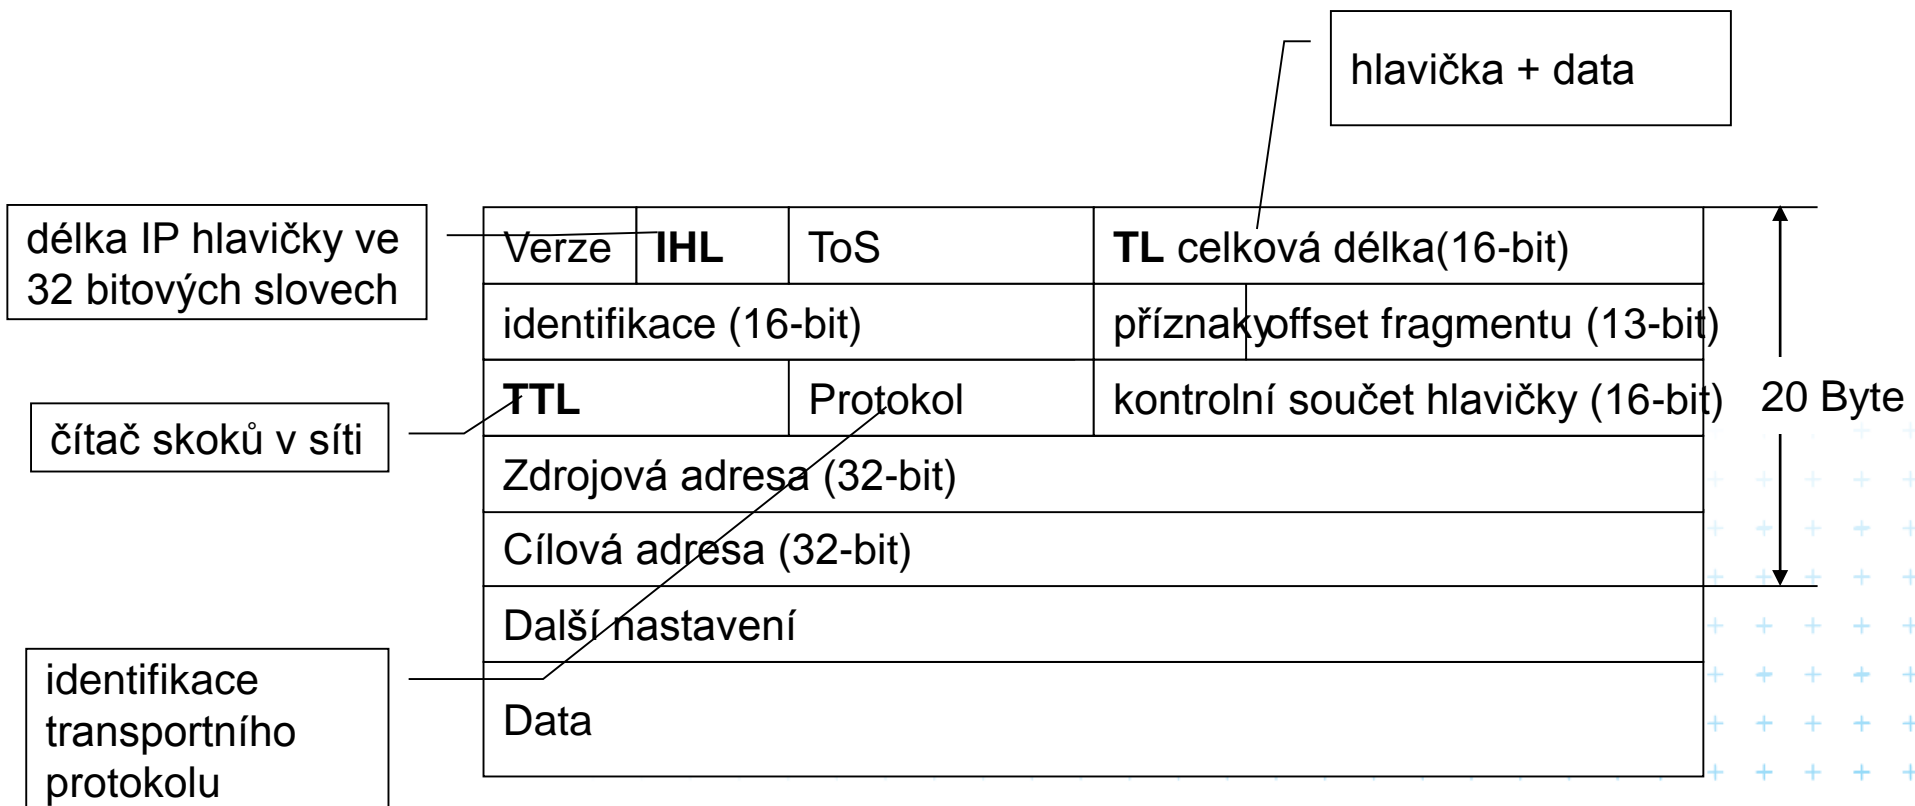 hlavička + data
délka IP hlavičky ve
32 bitových slovech
Verze IHL ToS TL celková délka(16-bit)
identifikace (16-bit) příznaky offset fragmentu (13-bit)
TTL Protokol kontrolní součet hlavičky (16-bit)
20 Byte
čítač skoků v síti
Zdrojová adresa (32-bit)
Cílová adresa (32-bit)
Další nastavení
identifikace
transportního
protokolu
Data